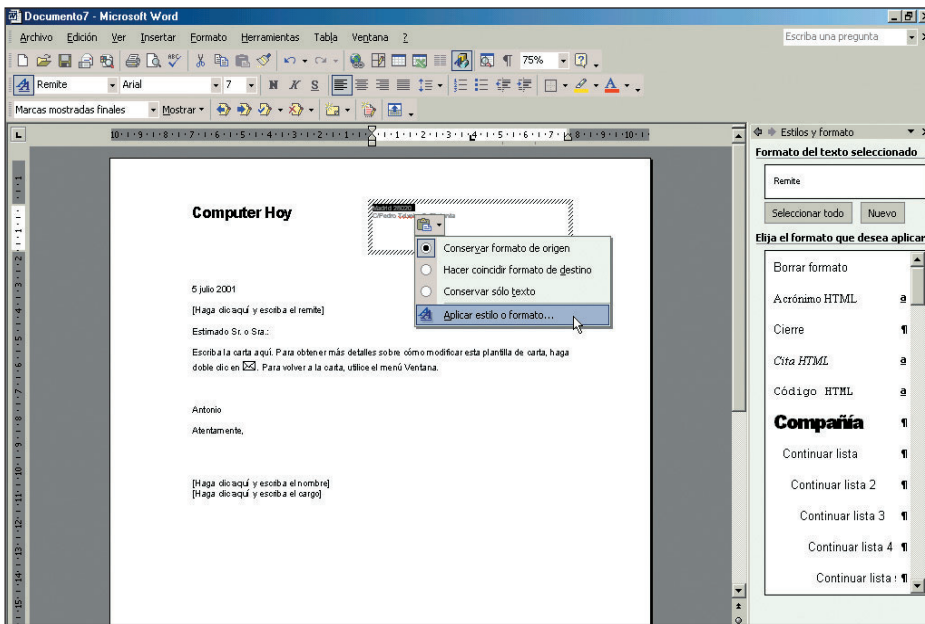 Documento7 - Microsoft Word
Archivo Edición Ver Insertar Formato Herramientas Tabla Ventana ?
Escriba una pregunta
75%
Remite Arial 7 N K S
Marcas mostradas finales Mostrar
Estilos y formato
Formato del texto seleccionado
Remite
Seleccionar todo Nuevo
Elija el formato que desea aplicar
Borrar formato
Acrónimo HTML a
Cierre ¶
Cita HTML a
Código HTML a
Compañía ¶
Continuar lista ¶
Continuar lista 2 ¶
Continuar lista 3 ¶
Continuar lista 4 ¶
Continuar lista ¶
Computer Hoy
C/Pedro
Conservar formato de origen
Hacer coincidir formato de destino
Conservar sólo texto
Aplicar estilo o formato...
5 julio 2001
[Haga clic aquí y escriba el remite]
Estimado Sr. o Sra.:
Escriba la carta aquí. Para obtener más detalles sobre cómo modificar esta plantilla de carta, haga
doble clic en . Para volver a la carta, utilice el menú Ventana.
Antonio
Atentamente,
[Haga clic aquí y escriba el nombre]
[Haga clic aquí y escriba el cargo]